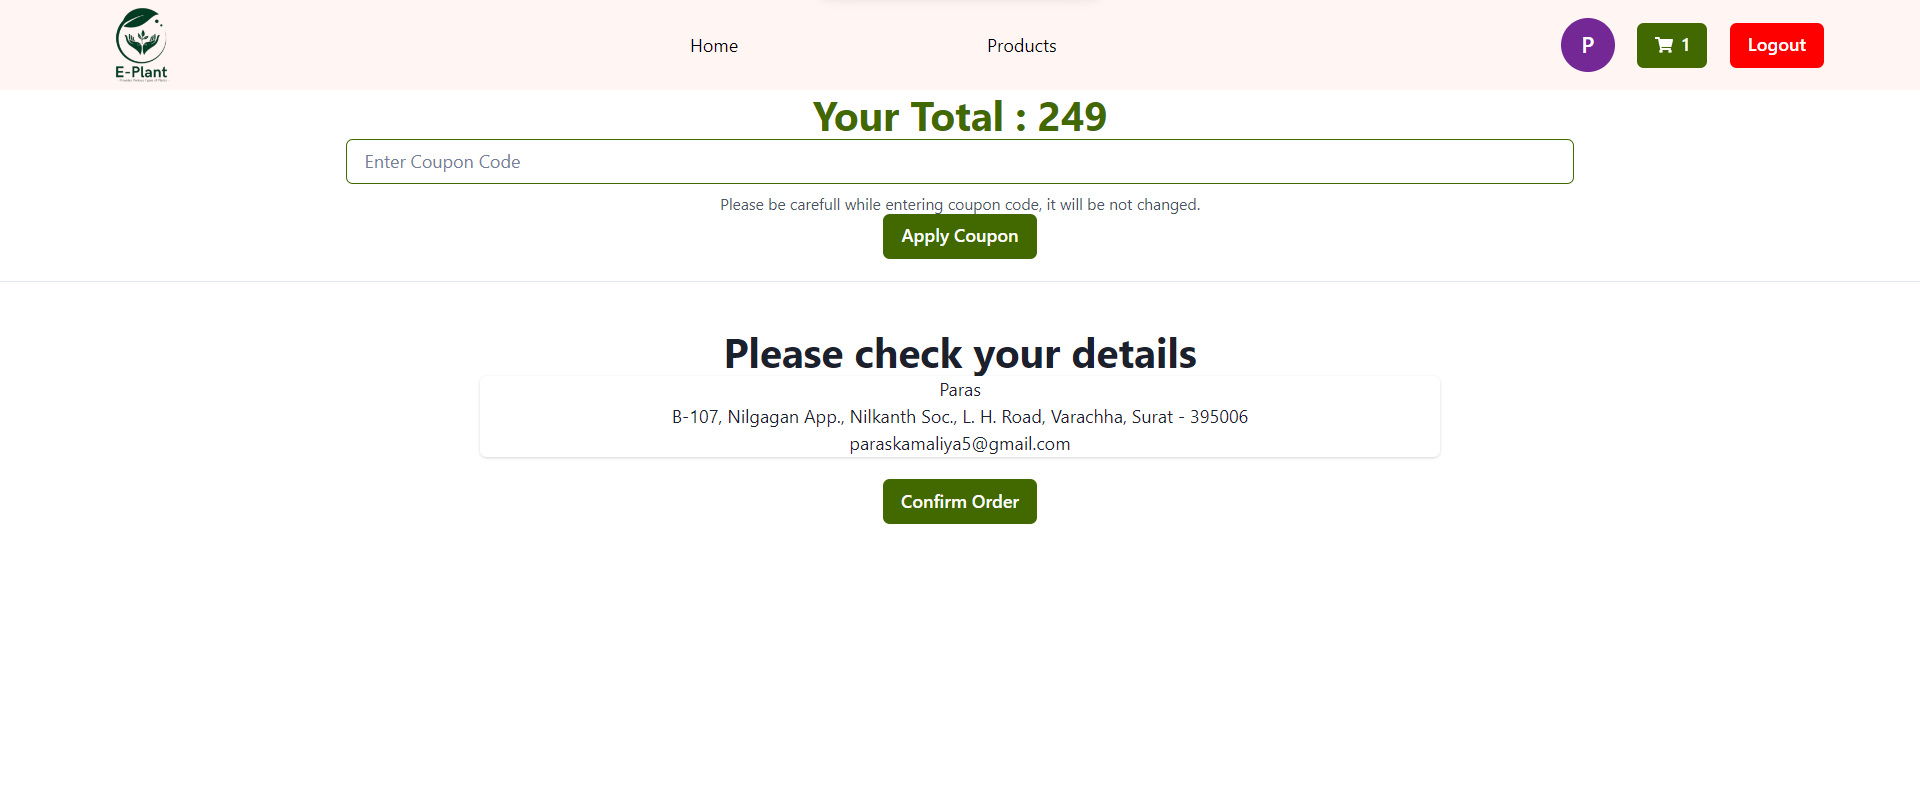 E-Plant
Home
Products
P
1
Logout
Your Total : 249
Enter Coupon Code
Please be carefull while entering coupon code, it will be not changed.
Apply Coupon
Please check your details
Paras
B-107, Nilgagan App., Nilkanth Soc., L. H. Road, Varachha, Surat - 395006
paraskamaliya5@gmail.com
Confirm Order